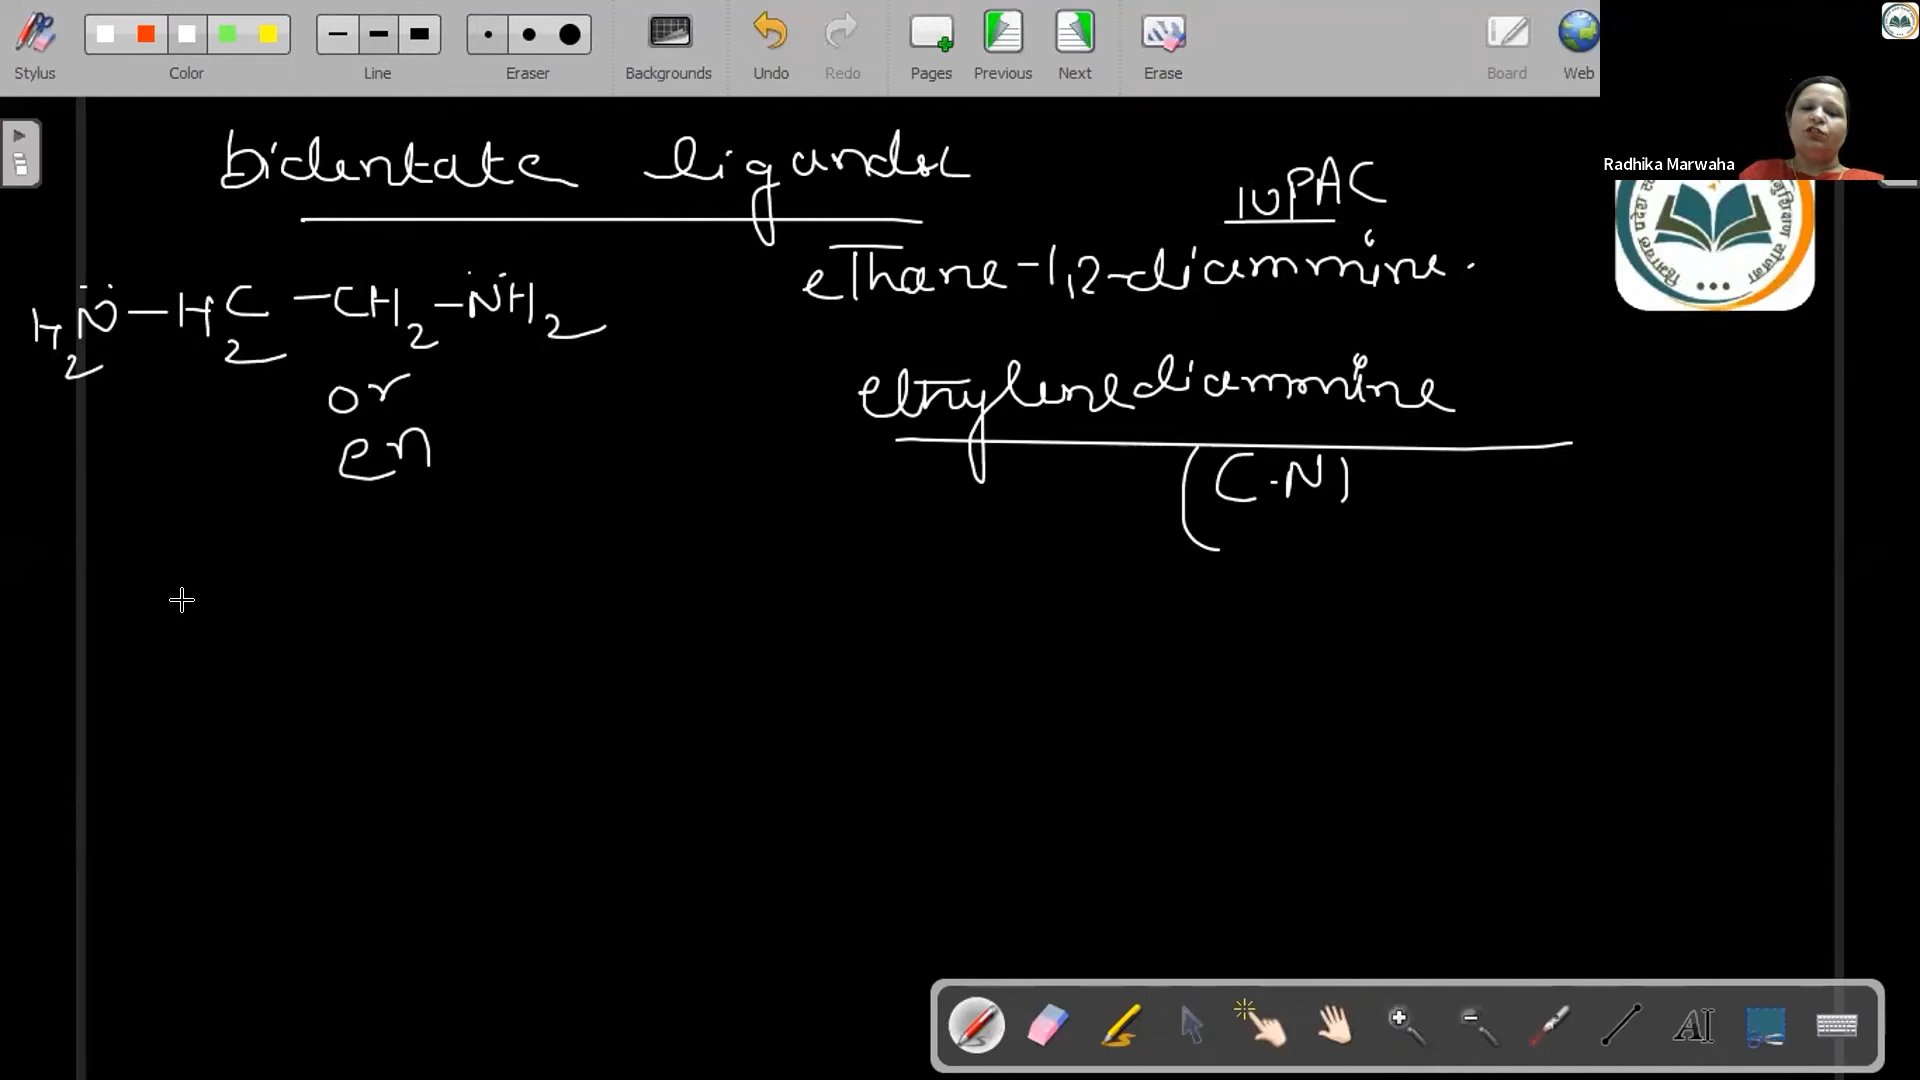 Stylus Color Line Eraser Backgrounds Undo Redo Pages Previous Next Erase Board Web
Radhika Marwaha
bidentate ligands
IUPAC
ethane-1,2-diammine.
H₂N̈-H₂C-CH₂-N̈H₂
or
en
ethylenediammine
(C.N)
AI